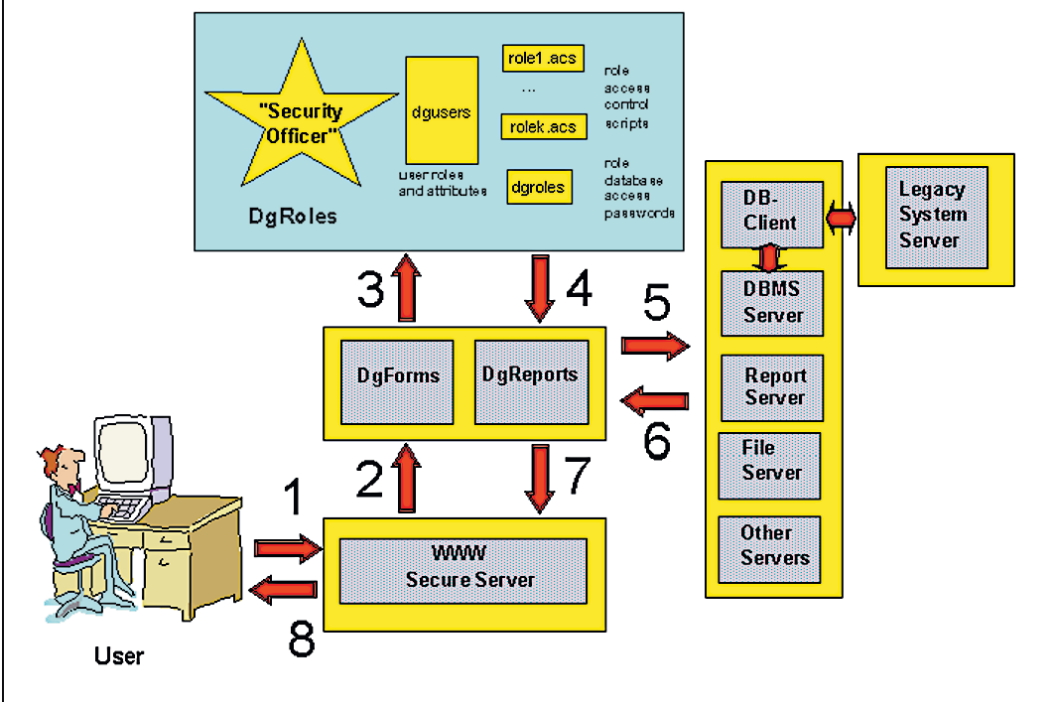 "Security
Officer"
DgRoles
dgusers
user roles
and attributes
role1.acs
...
rolek.acs
dgroles
role
access
control
scripts
role
database
access
passwords
3
4
5
6
DgForms
DgReports
2
7
1
8
WWW
Secure Server
User
DB-
Client
DBMS
Server
Report
Server
File
Server
Other
Servers
Legacy
System
Server